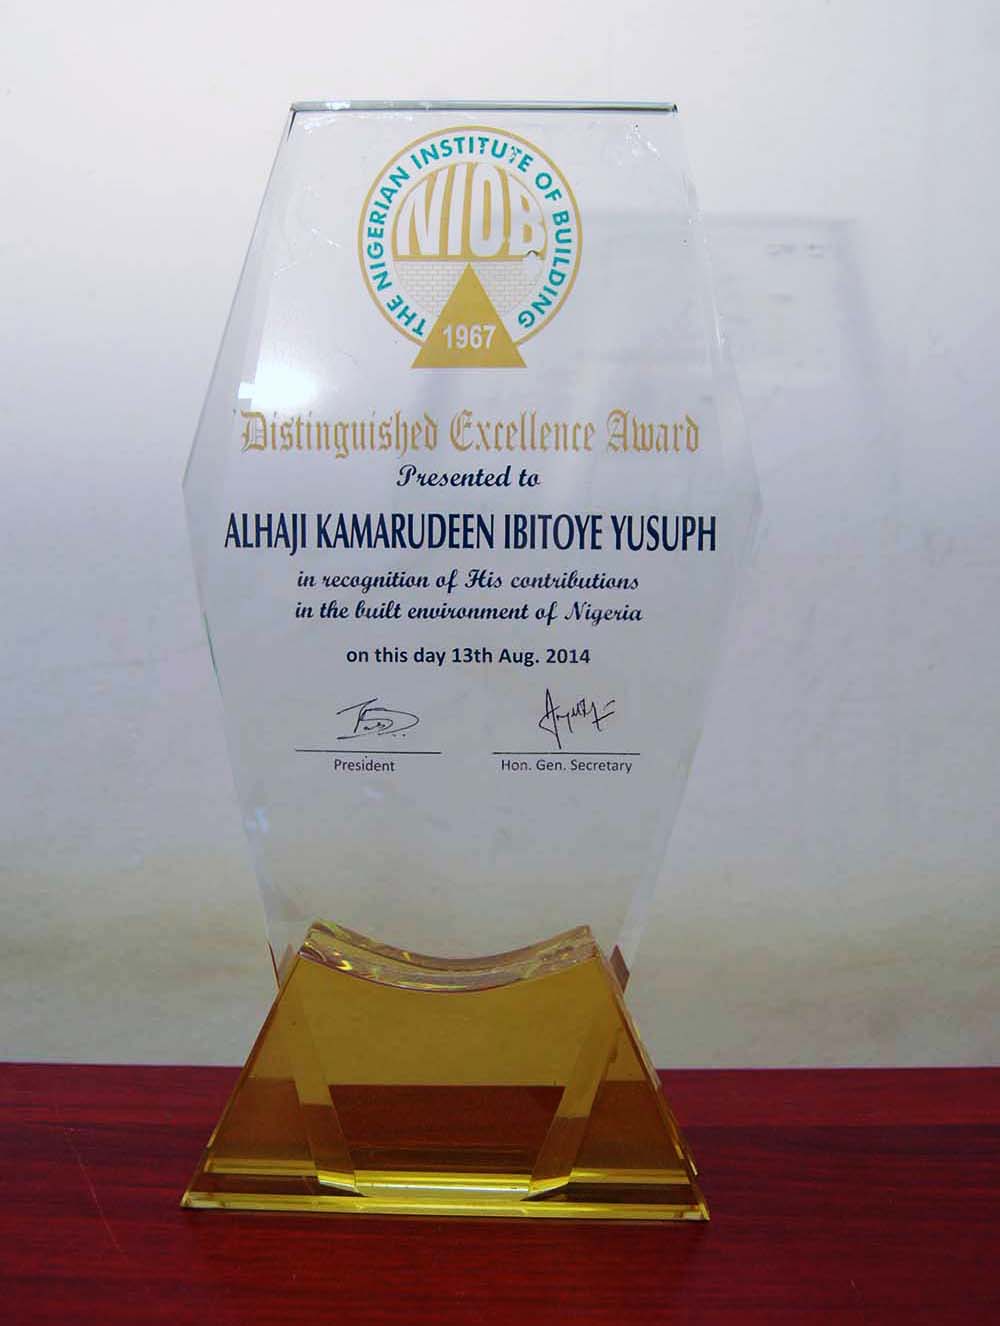 THE NIGERIAN INSTITUTE OF BUILDING
NIOB
1967
Distinguished Excellence Award
Presented to
ALHAJI KAMARUDEEN IBITOYE YUSUPH
in recognition of His contributions
in the built environment of Nigeria
on this day 13th Aug. 2014
President
Hon. Gen. Secretary